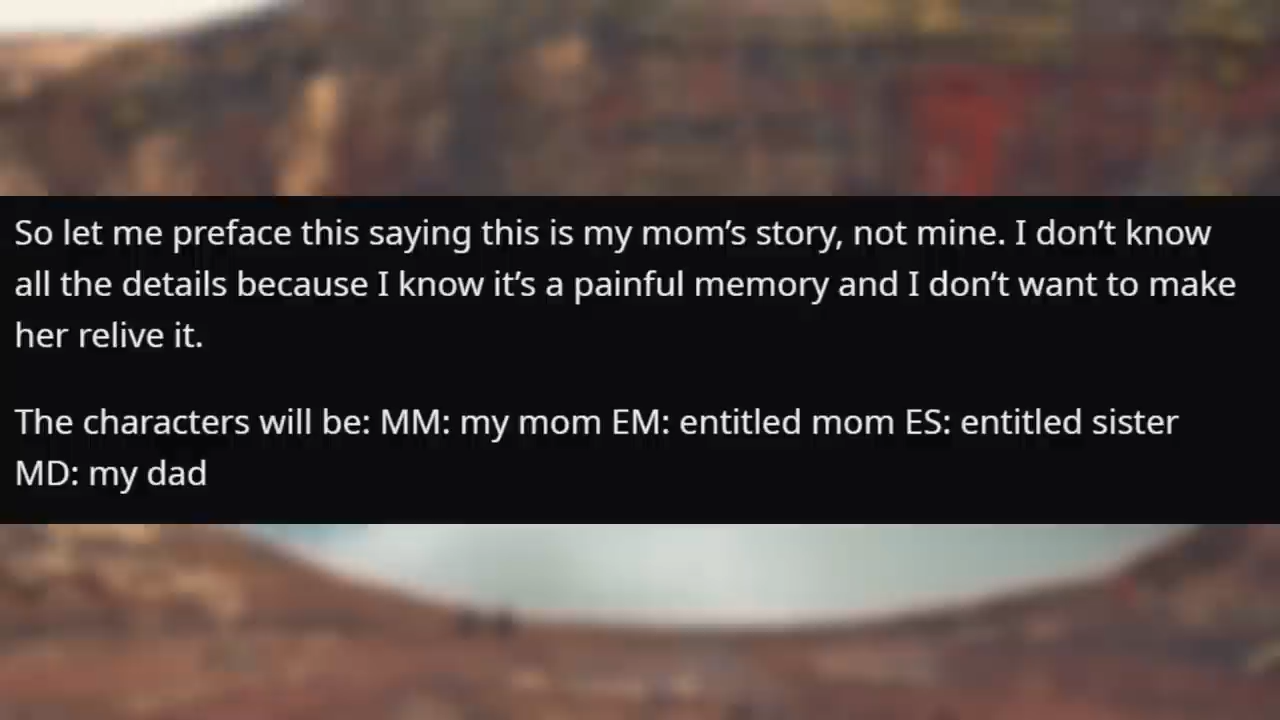 So let me preface this saying this is my mom’s story, not mine. I don’t know
all the details because I know it’s a painful memory and I don’t want to make
her relive it.
The characters will be: MM: my mom EM: entitled mom ES: entitled sister
MD: my dad